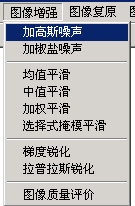 图像增强 图像复原
加高斯噪声
加椒盐噪声
均值平滑
中值平滑
加权平滑
选择式掩模平滑
梯度锐化
拉普拉斯锐化
图像质量评价